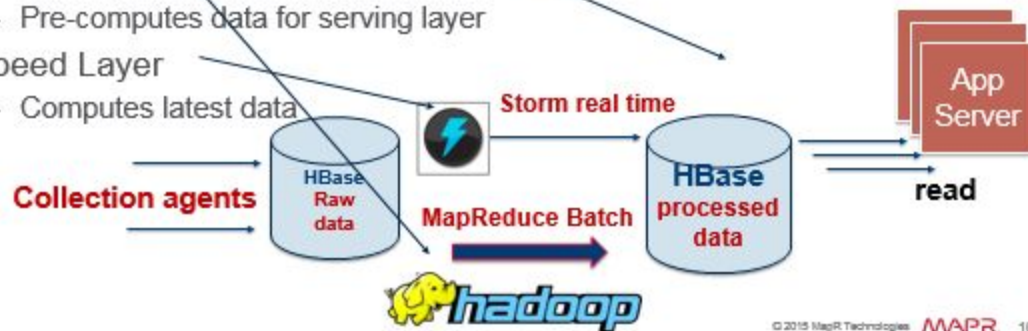 Pre-computes data for serving layer
peed Layer
Computes latest data
Storm real time
App
Server
HBase
Raw
data
Collection agents
HBase
processed
data
read
MapReduce Batch
hadoop
© 2015 MapR Technologies MAPR